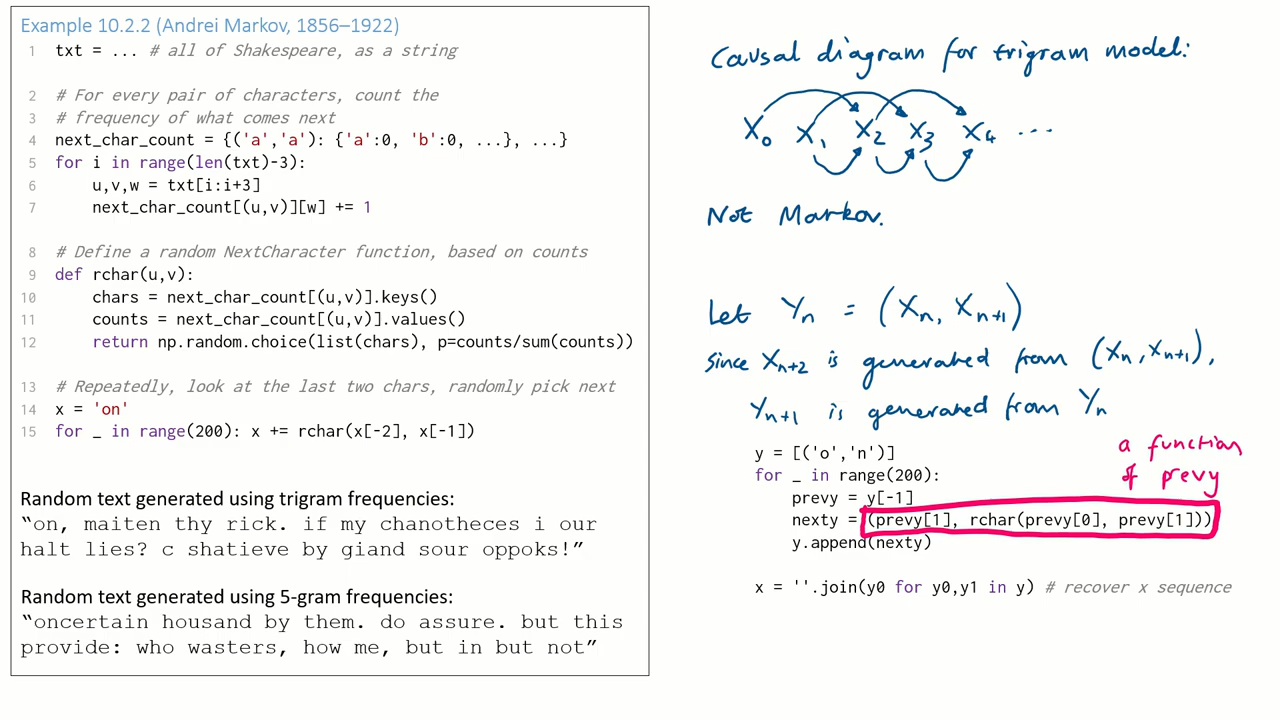 Example 10.2.2 (Andrei Markov, 1856–1922)
1 txt = ... # all of Shakespeare, as a string
2 # For every pair of characters, count the
3 # frequency of what comes next
4 next_char_count = {('a','a'): {'a':0, 'b':0, ...}, ...}
5 for i in range(len(txt)-3):
6 u,v,w = txt[i:i+3]
7 next_char_count[(u,v)][w] += 1
8 # Define a random NextCharacter function, based on counts
9 def rchar(u,v):
10 chars = next_char_count[(u,v)].keys()
11 counts = next_char_count[(u,v)].values()
12 return np.random.choice(list(chars), p=counts/sum(counts))
13 # Repeatedly, look at the last two chars, randomly pick next
14 x = 'on'
15 for _ in range(200): x += rchar(x[-2], x[-1])
Random text generated using trigram frequencies:
“on, maiten thy rick. if my chanotheces i our
halt lies? c shatieve by giand sour oppoks!”
Random text generated using 5-gram frequencies:
“oncertain housand by them. do assure. but this
provide: who wasters, how me, but in but not”
Causal diagram for trigram model:
X₀ X₁ X₂ X₃ X₄ ...
Not Markov.
Let Yₙ = (Xₙ, Xₙ₊₁)
Since Xₙ₊₂ is generated from (Xₙ, Xₙ₊₁),
Yₙ₊₁ is generated from Yₙ
a function
of prevy
y = [('o','n')]
for _ in range(200):
prevy = y[-1]
nexty = (prevy[1], rchar(prevy[0], prevy[1]))
y.append(nexty)
x = ''.join(y0 for y0,y1 in y) # recover x sequence